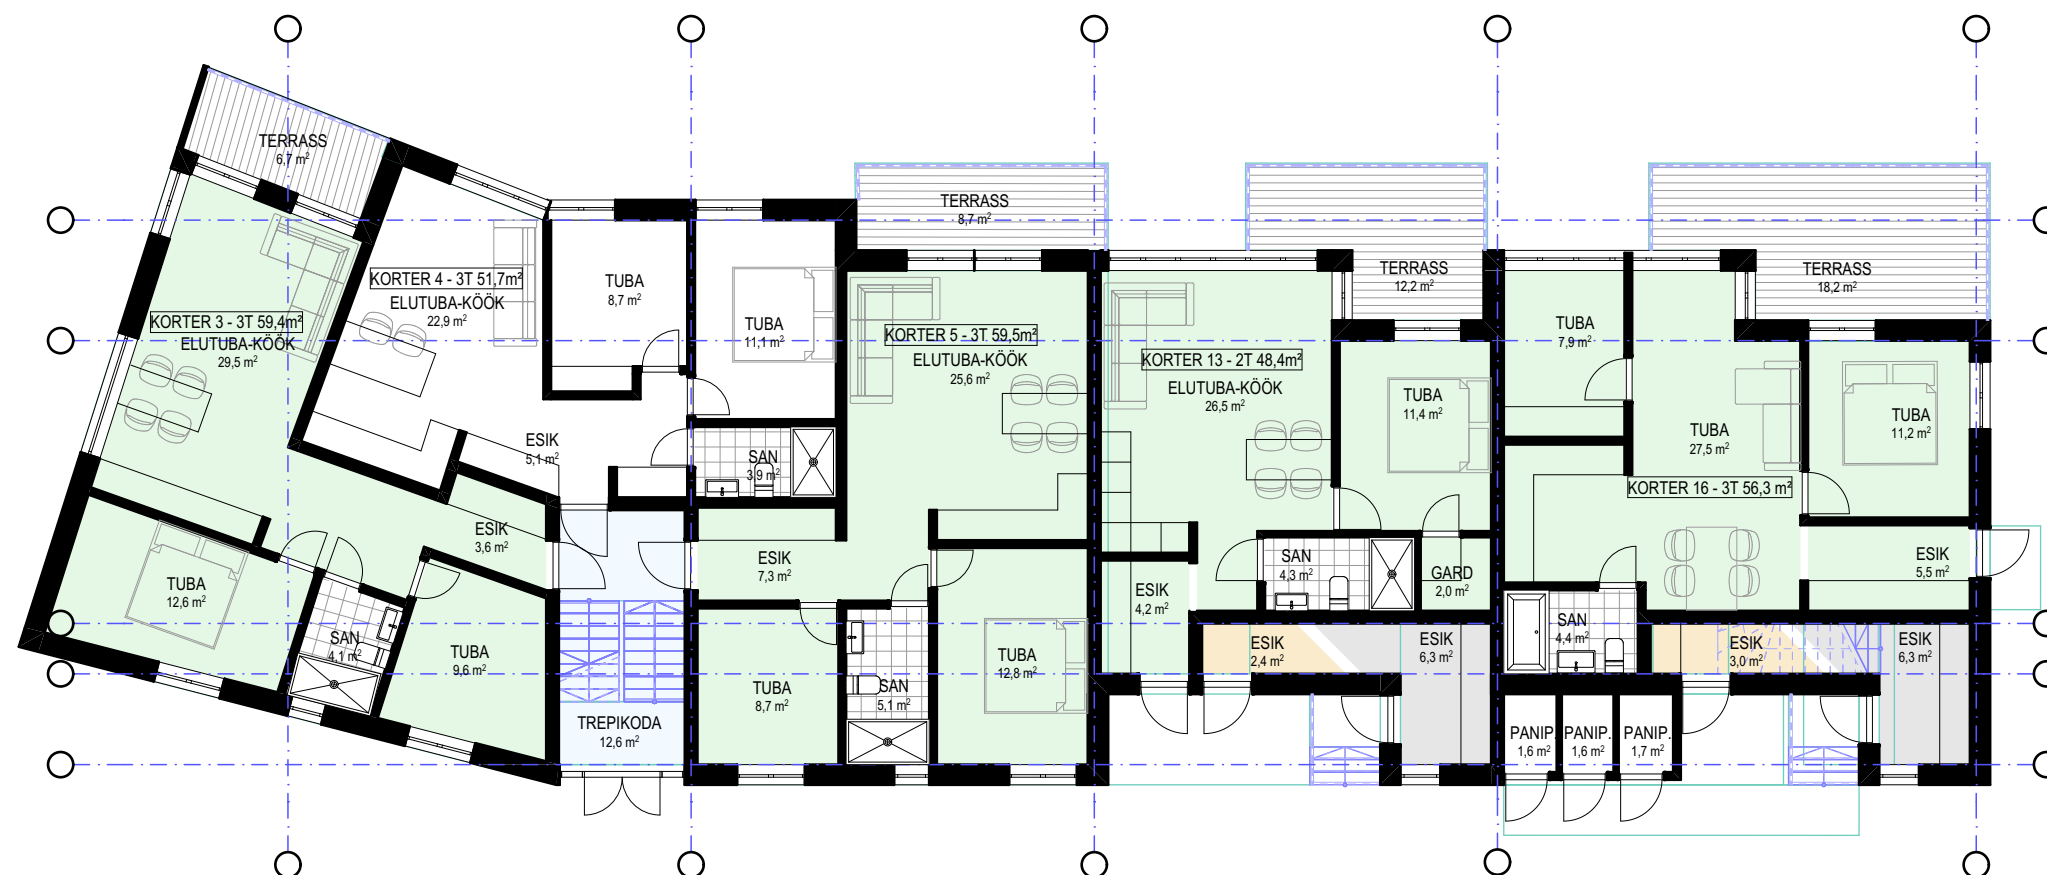 TERRASS
6,7 m²
KORTER 3 - 3T 59,4m²
ELUTUBA-KÖÖK
29,5 m²
TUBA
12,6 m²
SAN
4,1 m²
TUBA
9,6 m²
ESIK
3,6 m²
KORTER 4 - 3T 51,7m²
ELUTUBA-KÖÖK
22,9 m²
TUBA
8,7 m²
TUBA
11,1 m²
ESIK
5,1 m²
SAN
3,9 m²
TREPIKODA
12,6 m²
TERRASS
8,7 m²
KORTER 5 - 3T 59,5m²
ELUTUBA-KÖÖK
25,6 m²
ESIK
7,3 m²
TUBA
8,7 m²
SAN
5,1 m²
TUBA
12,8 m²
TERRASS
12,2 m²
KORTER 13 - 2T 48,4m²
ELUTUBA-KÖÖK
26,5 m²
TUBA
11,4 m²
SAN
4,3 m²
GARD
2,0 m²
ESIK
4,2 m²
ESIK
2,4 m²
ESIK
6,3 m²
TERRASS
18,2 m²
TUBA
7,9 m²
TUBA
27,5 m²
KORTER 16 - 3T 56,3 m²
TUBA
11,2 m²
ESIK
5,5 m²
SAN
4,4 m²
ESIK
3,0 m²
ESIK
6,3 m²
PANIP.
1,6 m²
PANIP.
1,6 m²
PANIP.
1,7 m²